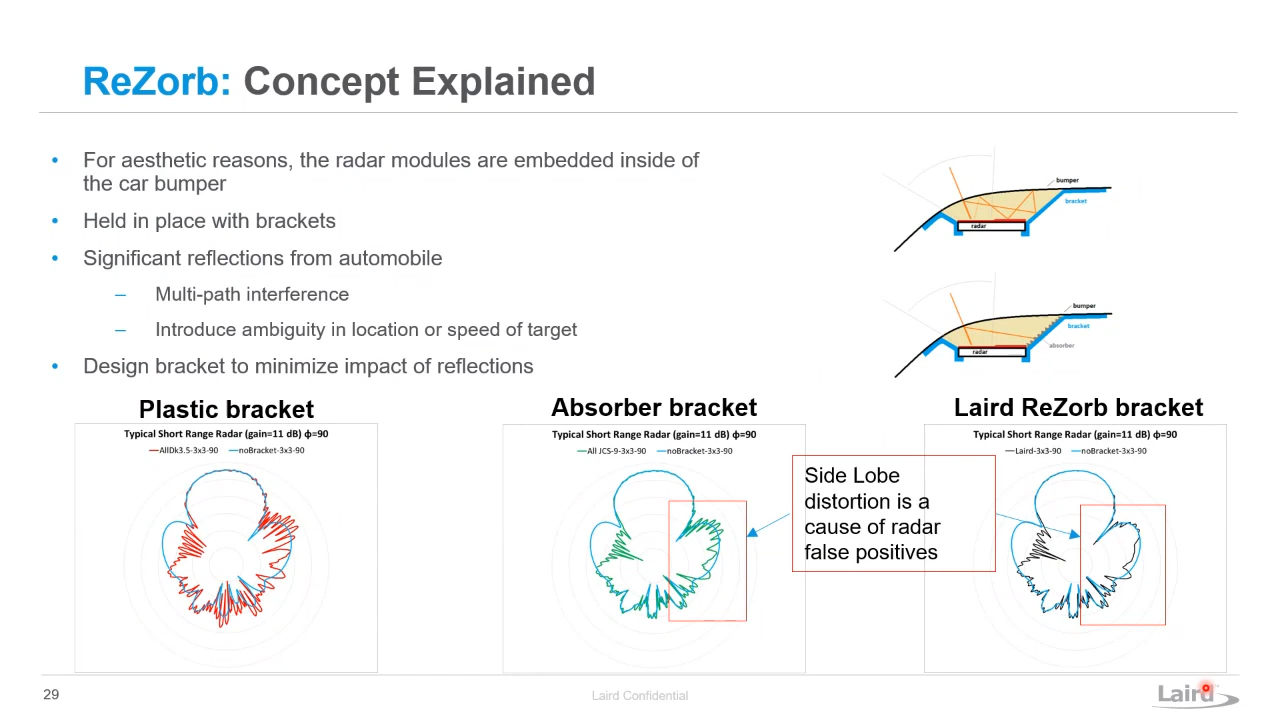 ReZorb: Concept Explained
• For aesthetic reasons, the radar modules are embedded inside of
the car bumper
• Held in place with brackets
• Significant reflections from automobile
– Multi-path interference
– Introduce ambiguity in location or speed of target
• Design bracket to minimize impact of reflections
bumper
bracket
radar
bumper
bracket
absorber
radar
Plastic bracket
Typical Short Range Radar (gain=11 dB) ϕ=90
AllDk3.5-3x3-90 noBracket-3x3-90
Absorber bracket
Typical Short Range Radar (gain=11 dB) ϕ=90
All JCS-9-3x3-90 noBracket-3x3-90
Side Lobe
distortion is a
cause of radar
false positives
Laird ReZorb bracket
Typical Short Range Radar (gain=11 dB) ϕ=90
Laird-3x3-90 noBracket-3x3-90
29
Laird Confidential
Laird